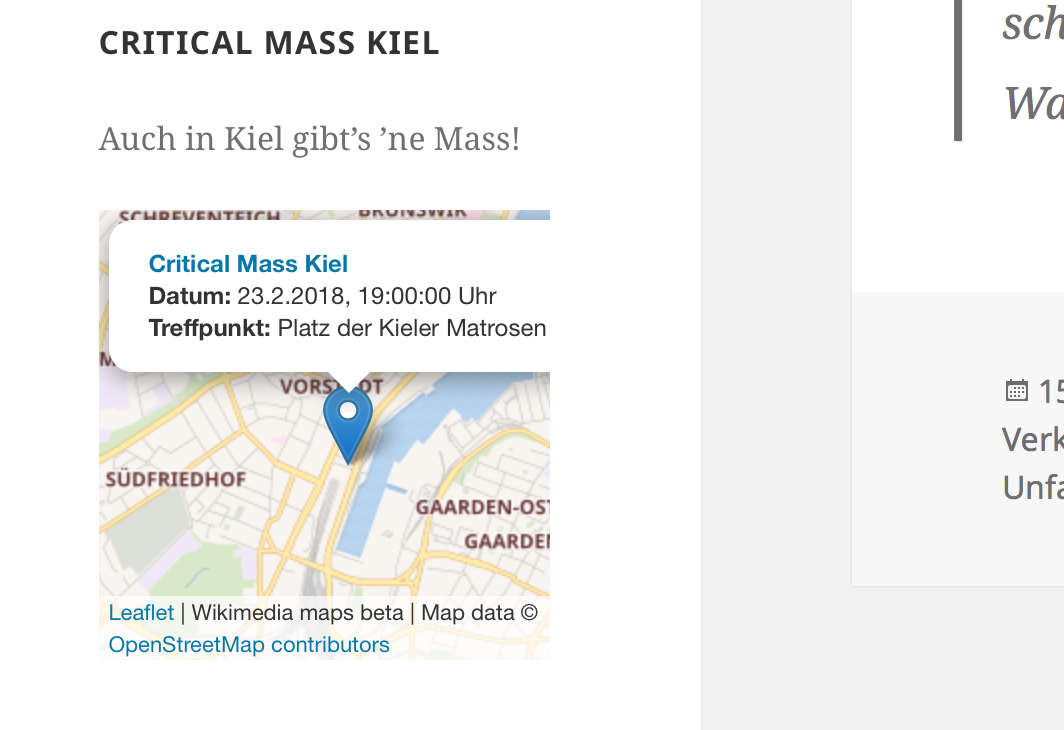 CRITICAL MASS KIEL
Auch in Kiel gibt’s ’ne Mass!
SCHREVENTEICH
BRUNSWIK
Critical Mass Kiel
Datum: 23.2.2018, 19:00:00 Uhr
Treffpunkt: Platz der Kieler Matrosen
SÜDFRIEDHOF
GAARDEN-OST
GAARDEN
Leaflet | Wikimedia maps beta | Map data ©
OpenStreetMap contributors
sch
Wa
15
Verk
Unfa